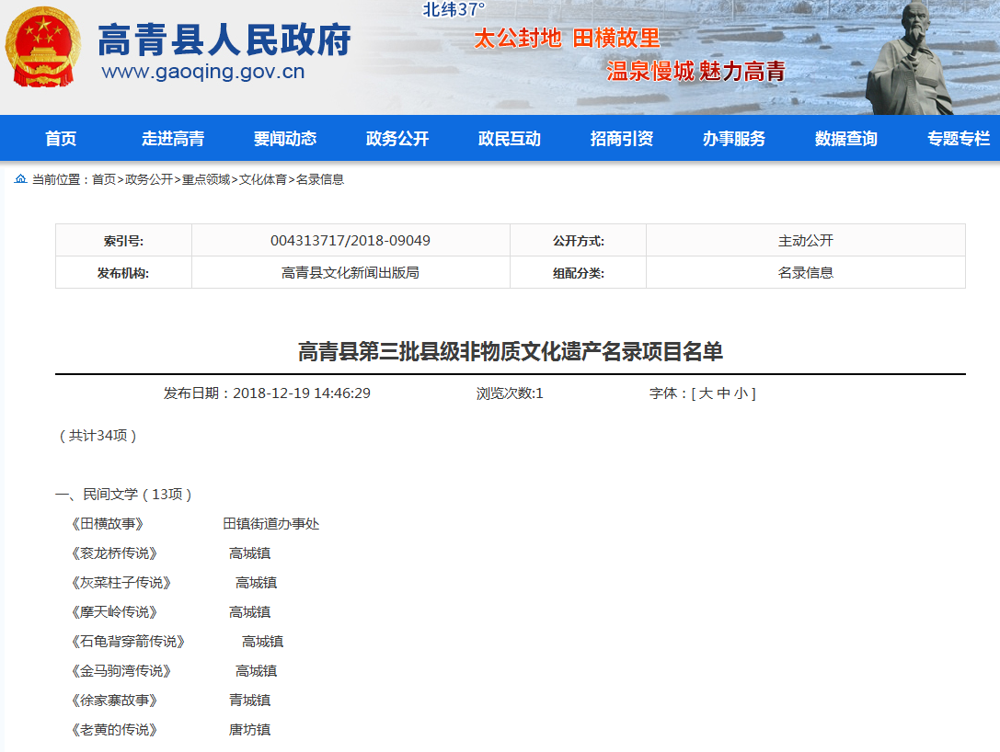 北纬37°
高青县人民政府
太公封地 田横故里
www.gaoqing.gov.cn
温泉慢城 魅力高青
首页 走进高青 要闻动态 政务公开 政民互动 招商引资 办事服务 数据查询 专题专栏
当前位置：首页>政务公开>重点领域>文化体育>名录信息
索引号: 004313717/2018-09049 公开方式: 主动公开
发布机构: 高青县文化新闻出版局 组配分类: 名录信息
高青县第三批县级非物质文化遗产名录项目名单
发布日期：2018-12-19 14:46:29 浏览次数:1 字体：[ 大 中 小 ]
（共计34项）
一、民间文学（13项）
《田横故事》 田镇街道办事处
《衮龙桥传说》 高城镇
《灰菜柱子传说》 高城镇
《摩天岭传说》 高城镇
《石龟背穿箭传说》 高城镇
《金马驹湾传说》 高城镇
《徐家寨故事》 青城镇
《老黄的传说》 唐坊镇